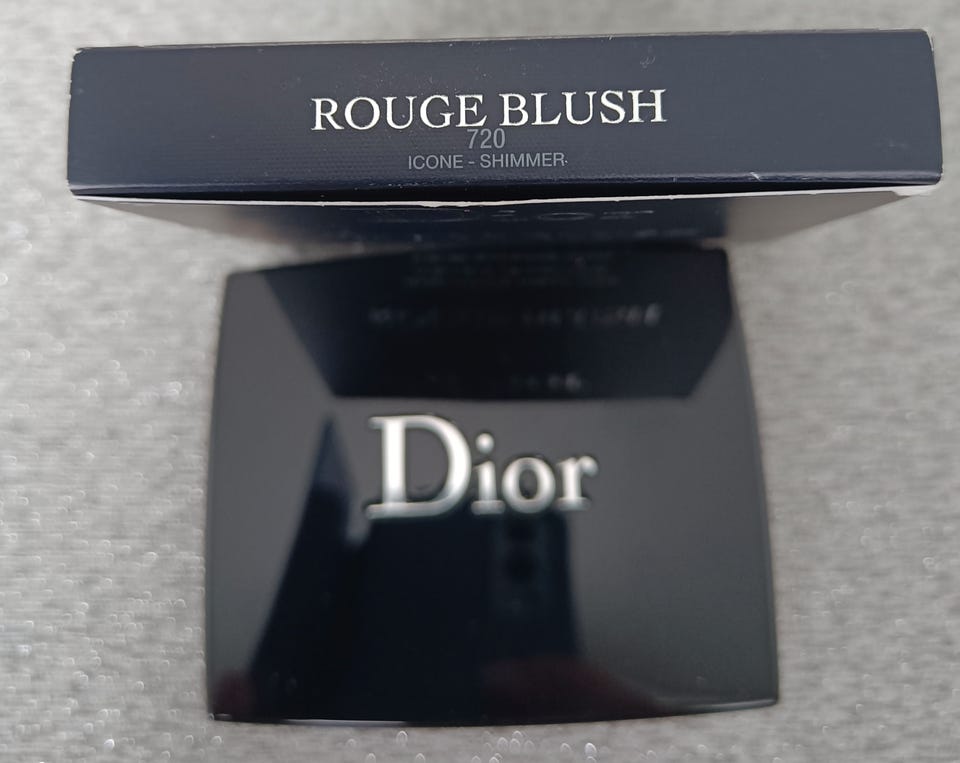 ROUGE BLUSH
720
ICONE - SHIMMER
Dior